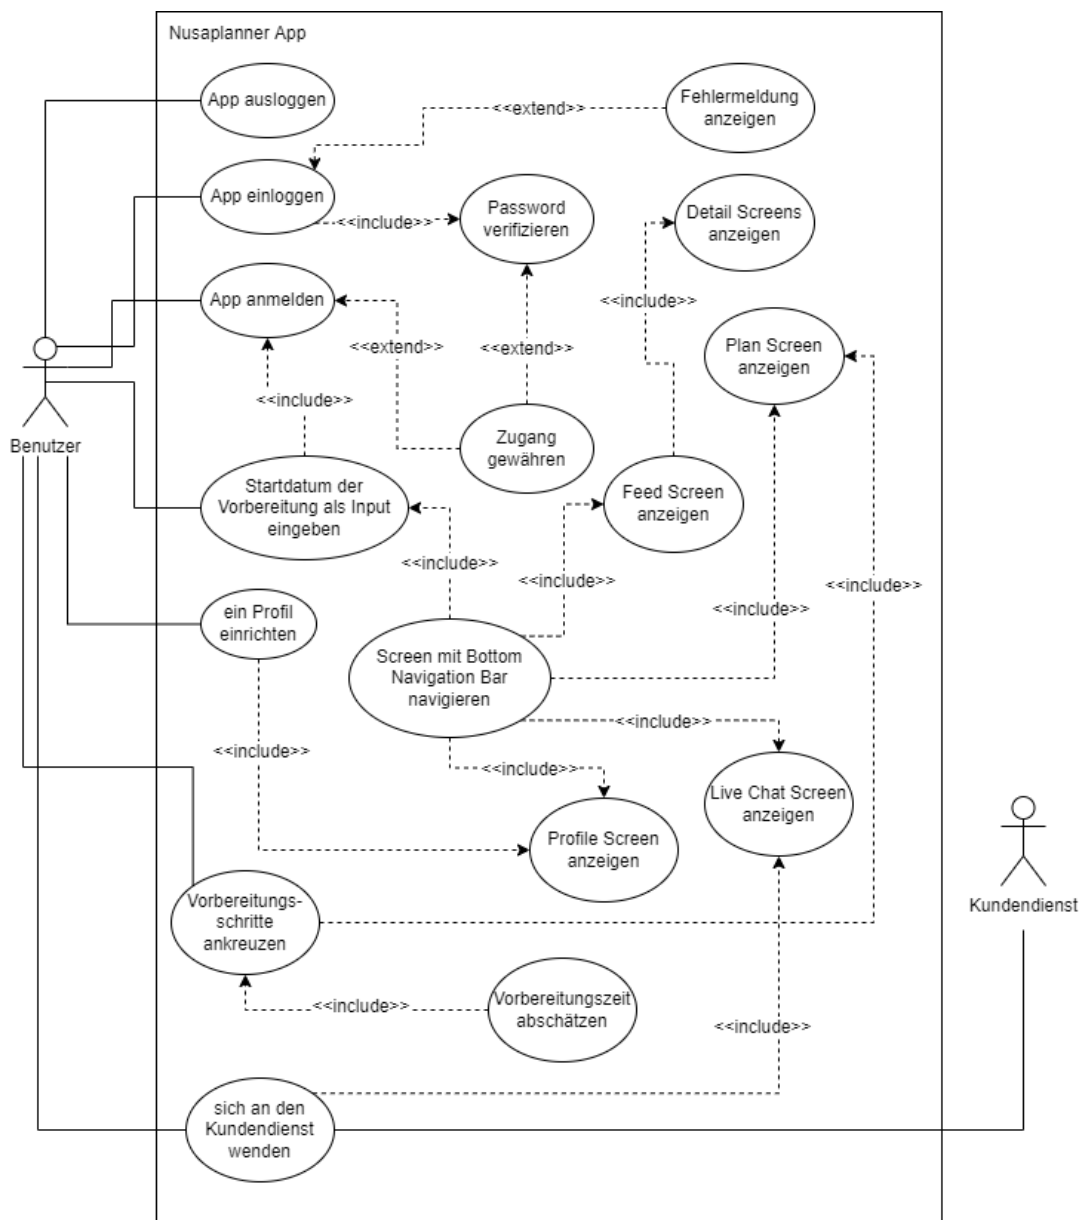 Nusaplanner App
App ausloggen
<<extend>>
Fehlermeldung
anzeigen
App einloggen
<<include>>
Password
verifizieren
Detail Screens
anzeigen
App anmelden
<<extend>>
<<extend>>
<<include>>
Plan Screen
anzeigen
<<include>>
Benutzer
Zugang
gewähren
Startdatum der
Vorbereitung als Input
eingeben
Feed Screen
anzeigen
<<include>>
<<include>>
<<include>>
<<include>>
ein Profil
einrichten
Screen mit Bottom
Navigation Bar
navigieren
<<include>>
<<include>>
<<include>>
Live Chat Screen
anzeigen
Profile Screen
anzeigen
Kundendienst
Vorbereitungs-
schritte
ankreuzen
<<include>>
Vorbereitungszeit
abschätzen
<<include>>
sich an den
Kundendienst
wenden